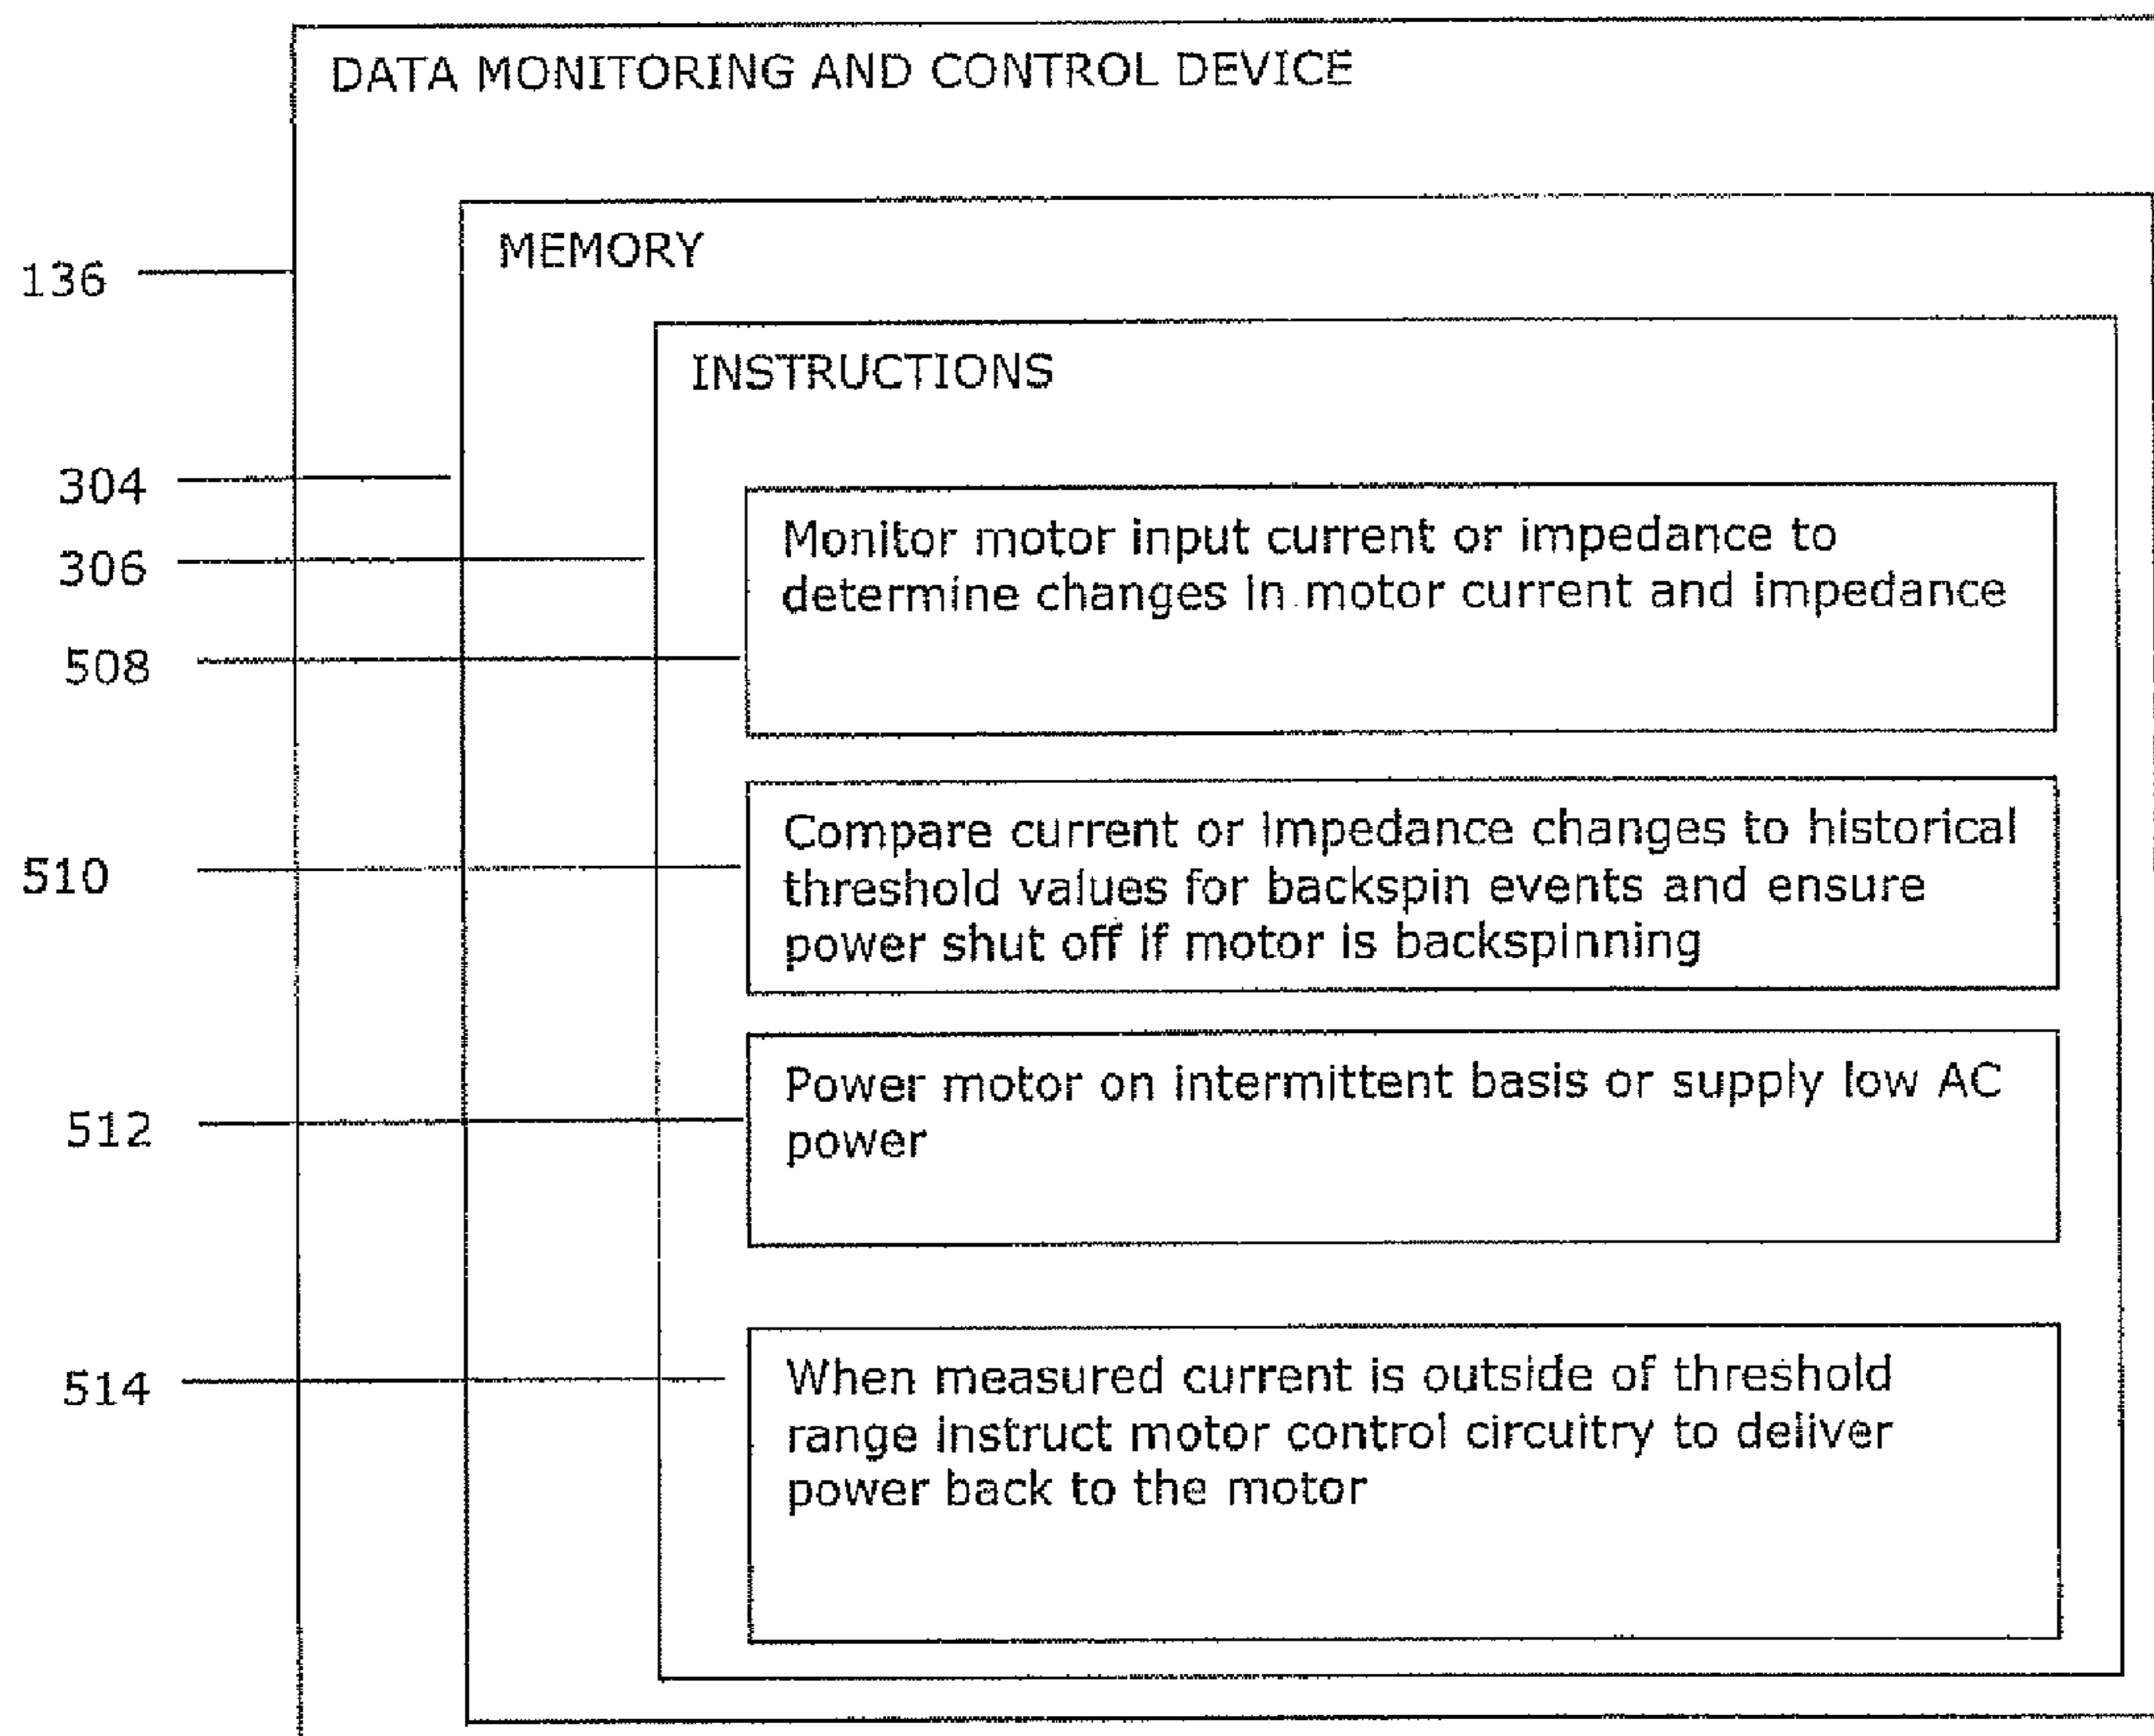 DATA MONITORING AND CONTROL DEVICE
MEMORY
136
INSTRUCTIONS
304
306
508
Monitor motor input current or impedance to
determine changes in motor current and impedance
510
Compare current or impedance changes to historical
threshold values for backspin events and ensure
power shut off if motor is backspinning
512
Power motor on intermittent basis or supply low AC
power
514
When measured current is outside of threshold
range instruct motor control circuitry to deliver
power back to the motor